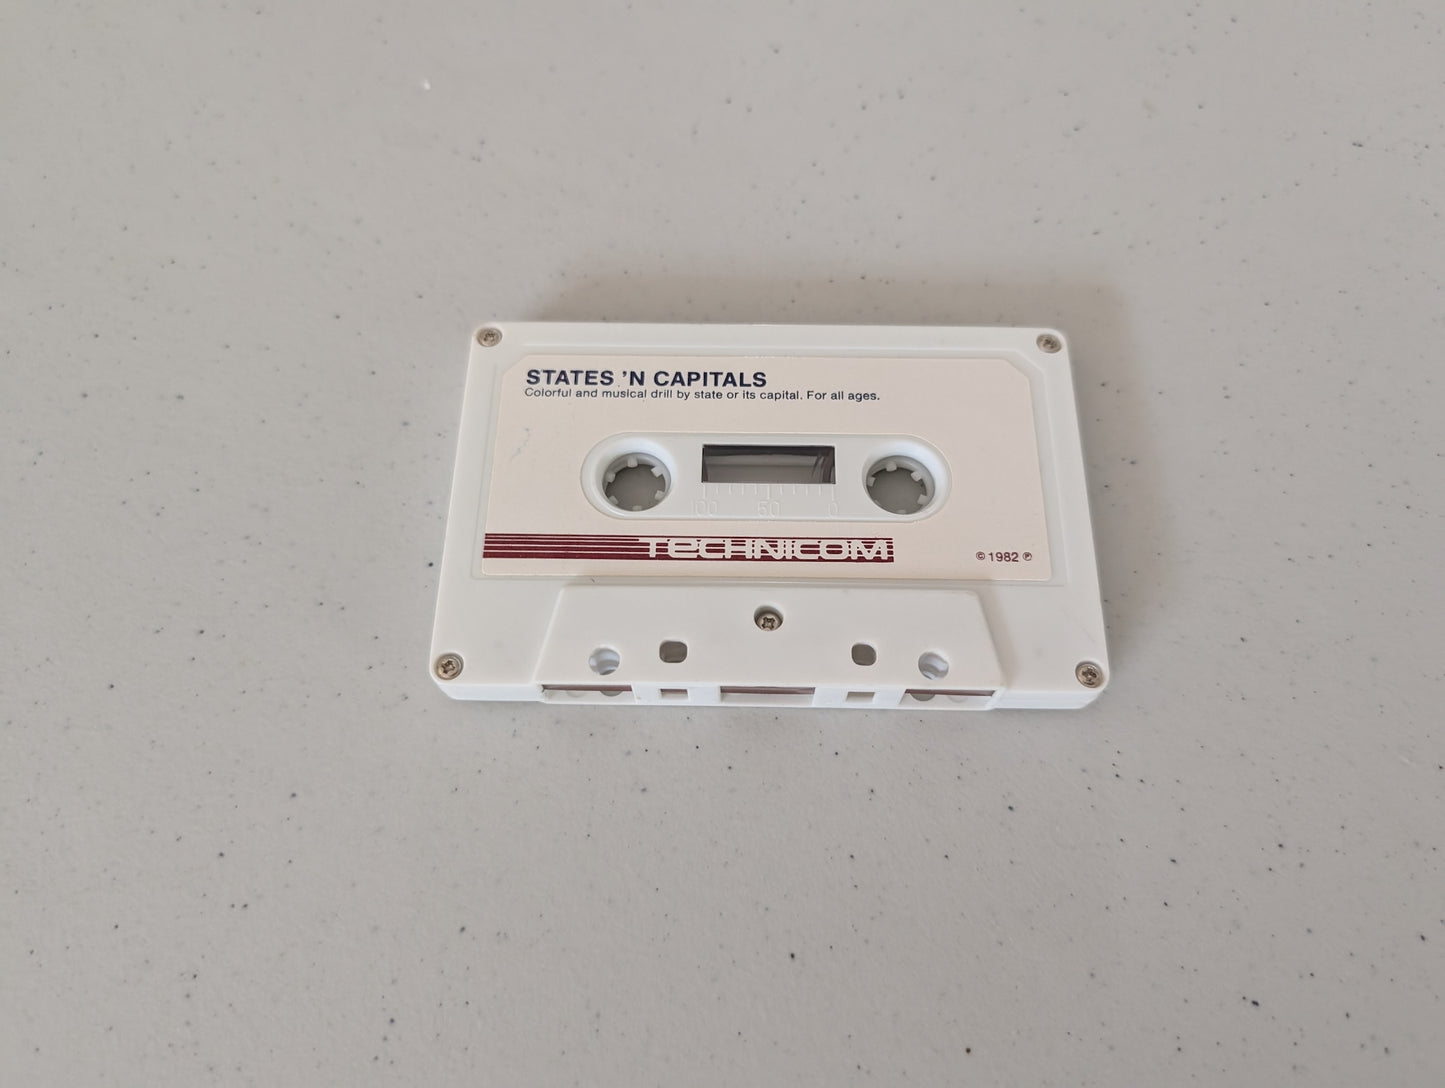 STATES 'N CAPITALS
Colorful and musical drill by state or its capital. For all ages.
100 50 0
TECHNICOM
© 1982 ℗